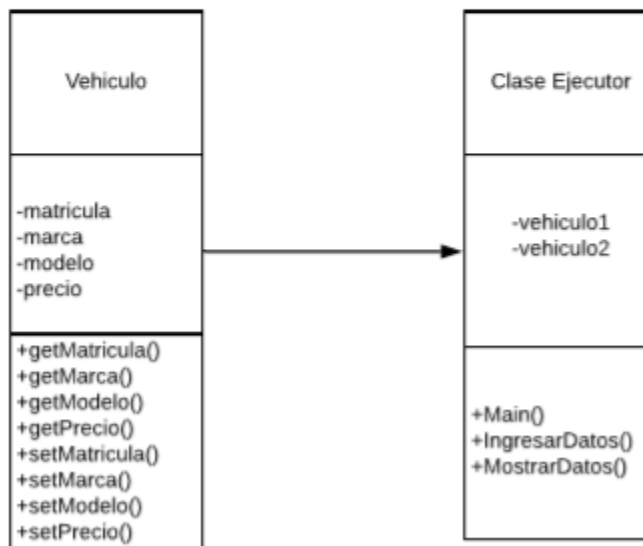 Vehiculo
-matricula
-marca
-modelo
-precio
+getMatricula()
+getMarca()
+getModelo()
+getPrecio()
+setMatricula()
+setMarca()
+setModelo()
+setPrecio()
Clase Ejecutor
-vehiculo1
-vehiculo2
+Main()
+IngresarDatos()
+MostrarDatos()